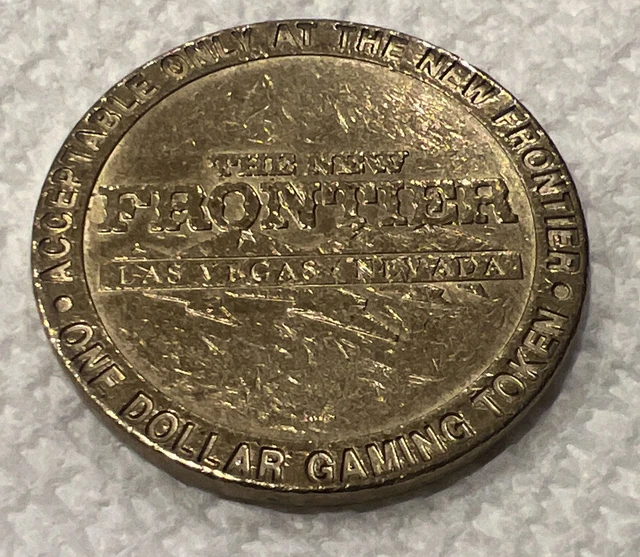 ACCEPTABLE ONLY AT THE NEW FRONTIER
THE NEW
FRONTIER
LAS VEGAS NEVADA
• ONE DOLLAR GAMING TOKEN •